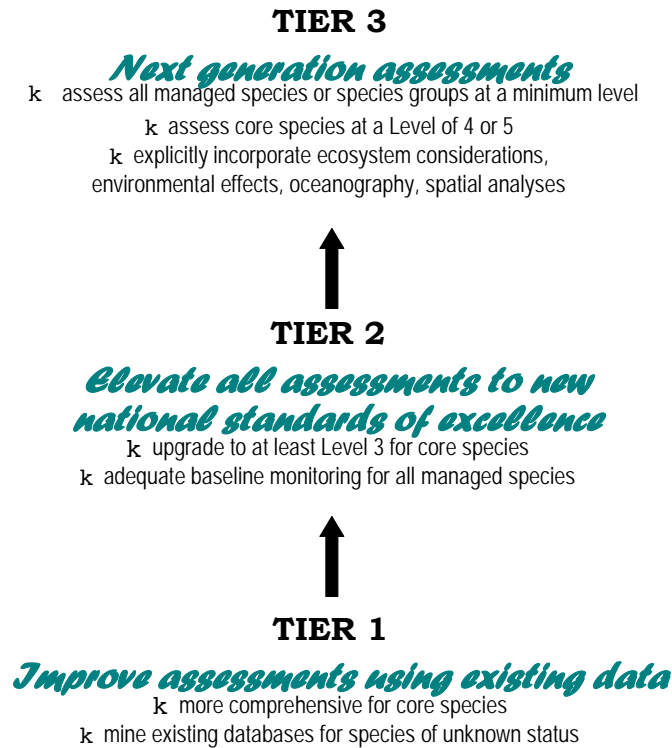 TIER 3
Next generation assessments
k assess all managed species or species groups at a minimum level
k assess core species at a Level of 4 or 5
k explicitly incorporate ecosystem considerations,
environmental effects, oceanography, spatial analyses
TIER 2
Elevate all assessments to new
national standards of excellence
k upgrade to at least Level 3 for core species
k adequate baseline monitoring for all managed species
TIER 1
Improve assessments using existing data
k more comprehensive for core species
k mine existing databases for species of unknown status